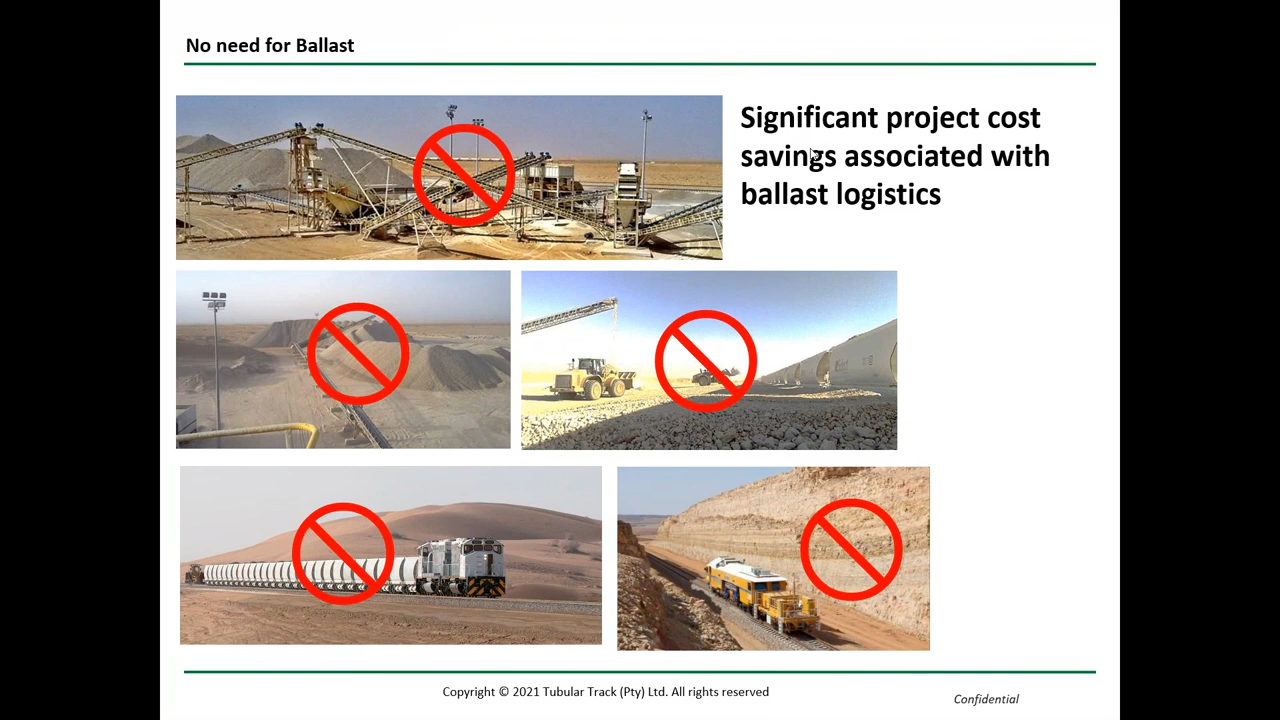 No need for Ballast
Significant project cost
savings associated with
ballast logistics
Copyright © 2021 Tubular Track (Pty) Ltd. All rights reserved
Confidential